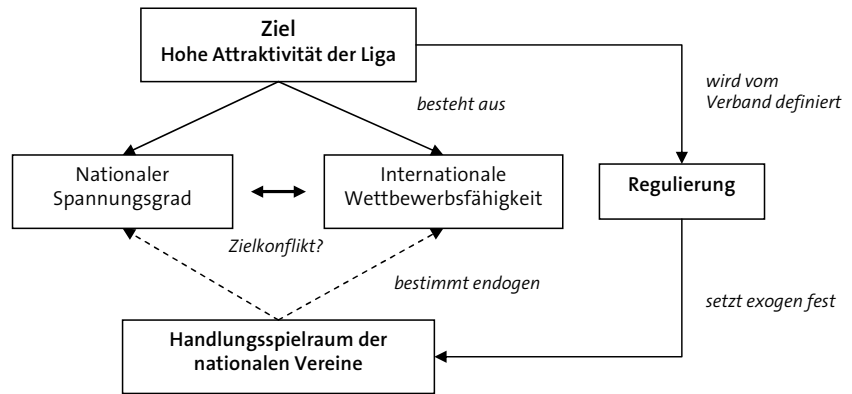 Ziel
Hohe Attraktivität der Liga
besteht aus
wird vom
Verband definiert
Nationaler
Spannungsgrad
Internationale
Wettbewerbsfähigkeit
Regulierung
Zielkonflikt?
bestimmt endogen
setzt exogen fest
Handlungsspielraum der
nationalen Vereine